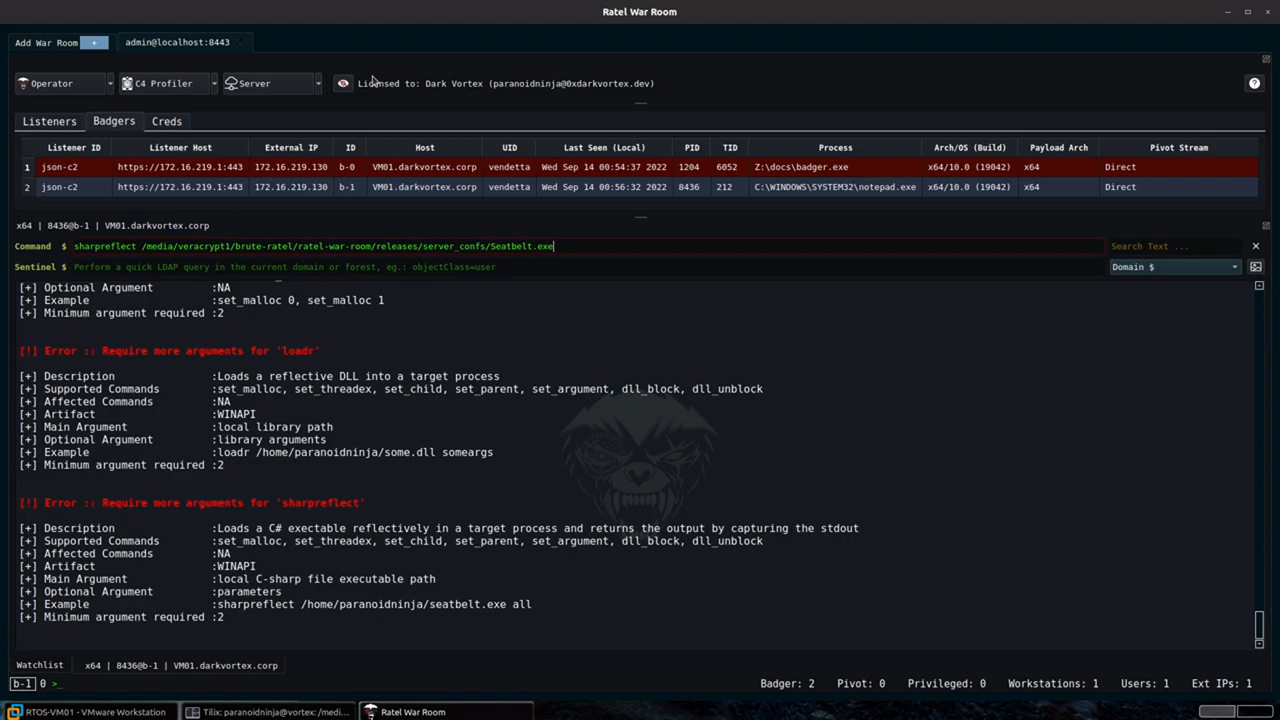 Ratel War Room
Add War Room + admin@localhost:8443
Operator C4 Profiler Server Licensed to: Dark Vortex (paranoidninja@0xdarkvortex.dev) ?
Listeners Badgers Creds
Listener ID Listener Host External IP ID Host UID Last Seen (Local) PID TID Process Arch/OS (Build) Payload Arch Pivot Stream
1 json-c2 https://172.16.219.1:443 172.16.219.130 b-0 VM01.darkvortex.corp vendetta Wed Sep 14 00:54:37 2022 1204 6052 Z:\docs\badger.exe x64/10.0 (19042) x64 Direct
2 json-c2 https://172.16.219.1:443 172.16.219.130 b-1 VM01.darkvortex.corp vendetta Wed Sep 14 00:56:32 2022 8436 212 C:\WINDOWS\SYSTEM32\notepad.exe x64/10.0 (19042) x64 Direct
x64 | 8436@b-1 | VM01.darkvortex.corp
Command $ sharpreflect /media/veracrypt1/brute-ratel/ratel-war-room/releases/server_confs/Seatbelt.exe Search Text ...
Sentinel $ Perform a quick LDAP query in the current domain or forest, eg.: objectClass=user Domain $
[+] Optional Argument :NA
[+] Example :set_malloc 0, set_malloc 1
[+] Minimum argument required :2
[!] Error :: Require more arguments for 'loadr'
[+] Description :Loads a reflective DLL into a target process
[+] Supported Commands :set_malloc, set_threadex, set_child, set_parent, set_argument, dll_block, dll_unblock
[+] Affected Commands :NA
[+] Artifact :WINAPI
[+] Main Argument :local library path
[+] Optional Argument :library arguments
[+] Example :loadr /home/paranoidninja/some.dll someargs
[+] Minimum argument required :2
[!] Error :: Require more arguments for 'sharpreflect'
[+] Description :Loads a C# exectable reflectively in a target process and returns the output by capturing the stdout
[+] Supported Commands :set_malloc, set_threadex, set_child, set_parent, set_argument, dll_block, dll_unblock
[+] Affected Commands :NA
[+] Artifact :WINAPI
[+] Main Argument :local C-sharp file executable path
[+] Optional Argument :parameters
[+] Example :sharpreflect /home/paranoidninja/seatbelt.exe all
[+] Minimum argument required :2
Watchlist x64 | 8436@b-1 | VM01.darkvortex.corp
b-1 0 >_ Badger: 2 Pivot: 0 Privileged: 0 Workstations: 1 Users: 1 Ext IPs: 1
RTOS-VM01 - VMware Workstation Tilix: paranoidninja@vortex: /medi... Ratel War Room